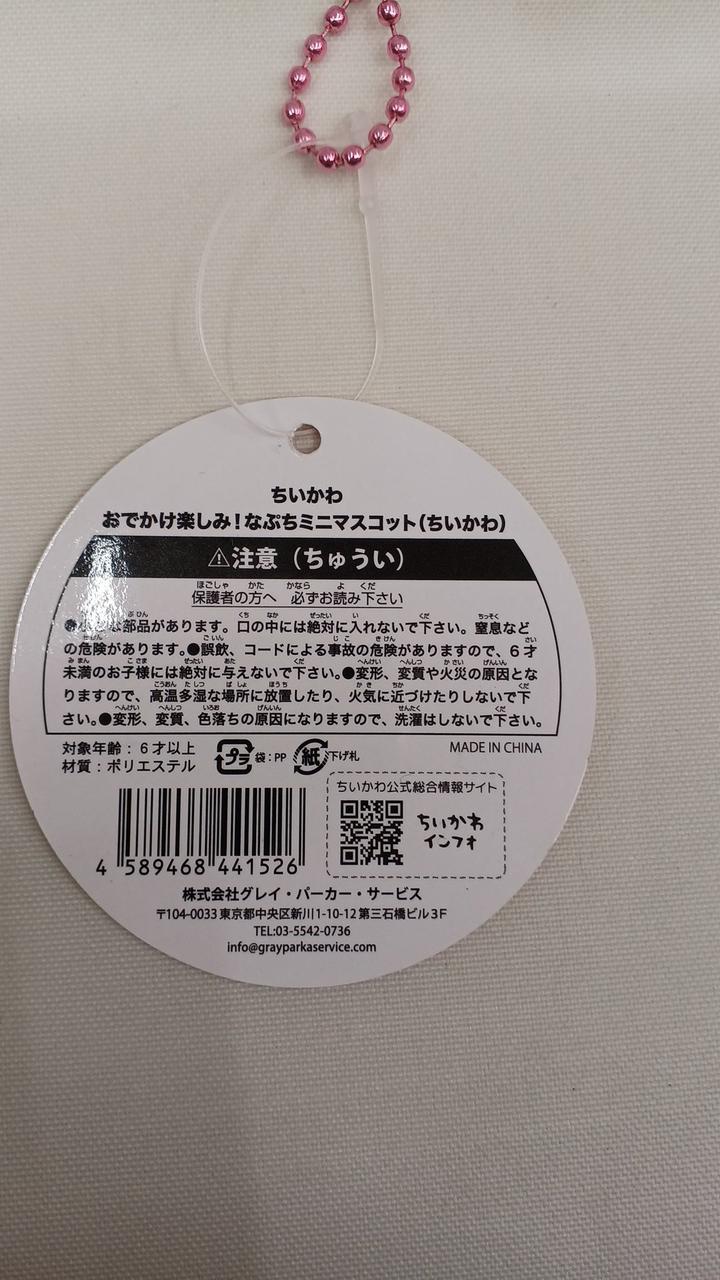 ちいかわ
おでかけ楽しみ!なぷちミニマスコット(ちいかわ)
⚠注意(ちゅうい)
保護者の方へ 必ずお読み下さい
●小さな部品があります。口の中には絶対に入れないで下さい。窒息など
の危険があります。●誤飲、コードによる事故の危険がありますので、6才
未満のお子様には絶対に与えないで下さい。●変形、変質や火災の原因とな
りますので、高温多湿な場所に放置したり、火気に近づけたりしないで下
さい。●変形、変質、色落ちの原因になりますので、洗濯はしないで下さい。
対象年齢:6才以上
材質:ポリエステル
プラ 袋:PP 紙 下げ札
MADE IN CHINA
ちいかわ公式総合情報サイト
ちいかわ
インフォ
4 589468 441526
株式会社グレイ・パーカー・サービス
〒104-0033 東京都中央区新川1-10-12 第三石橋ビル3F
TEL:03-5542-0736
info@grayparkaservice.com